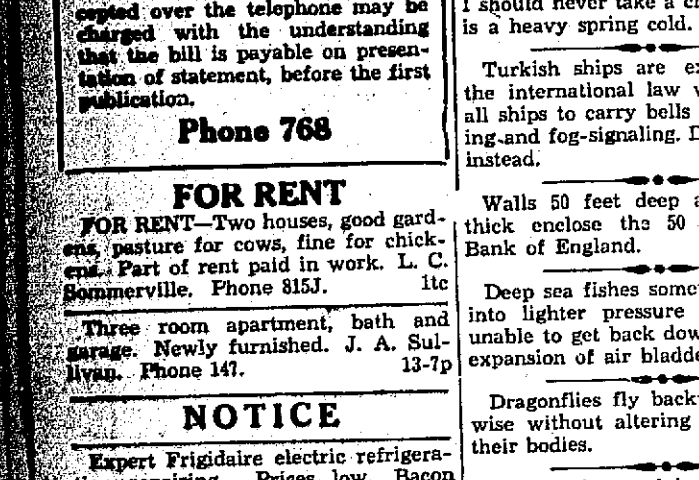 cepted over the telephone may be
charged with the understanding
that the bill is payable on presen-
tation of statement, before the first
publication.
Phone 768
FOR RENT
FOR RENT—Two houses, good gard-
ens, pasture for cows, fine for chick-
ens. Part of rent paid in work. L. C.
Sommerville. Phone 815J. 1tc
Three room apartment, bath and
garage. Newly furnished. J. A. Sul-
livan. Phone 147. 13-7p
NOTICE
Expert Frigidaire electric refrigera-
Prices low. Bacon
I should never take a
is a heavy spring cold.
Turkish ships are
the international law
all ships to carry bells
ing and fog-signaling.
instead.
Walls 50 feet deep
thick enclose the 50
Bank of England.
Deep sea fishes some
into lighter pressure
unable to get back
expansion of air
Dragonflies fly back
wise without altering
their bodies.